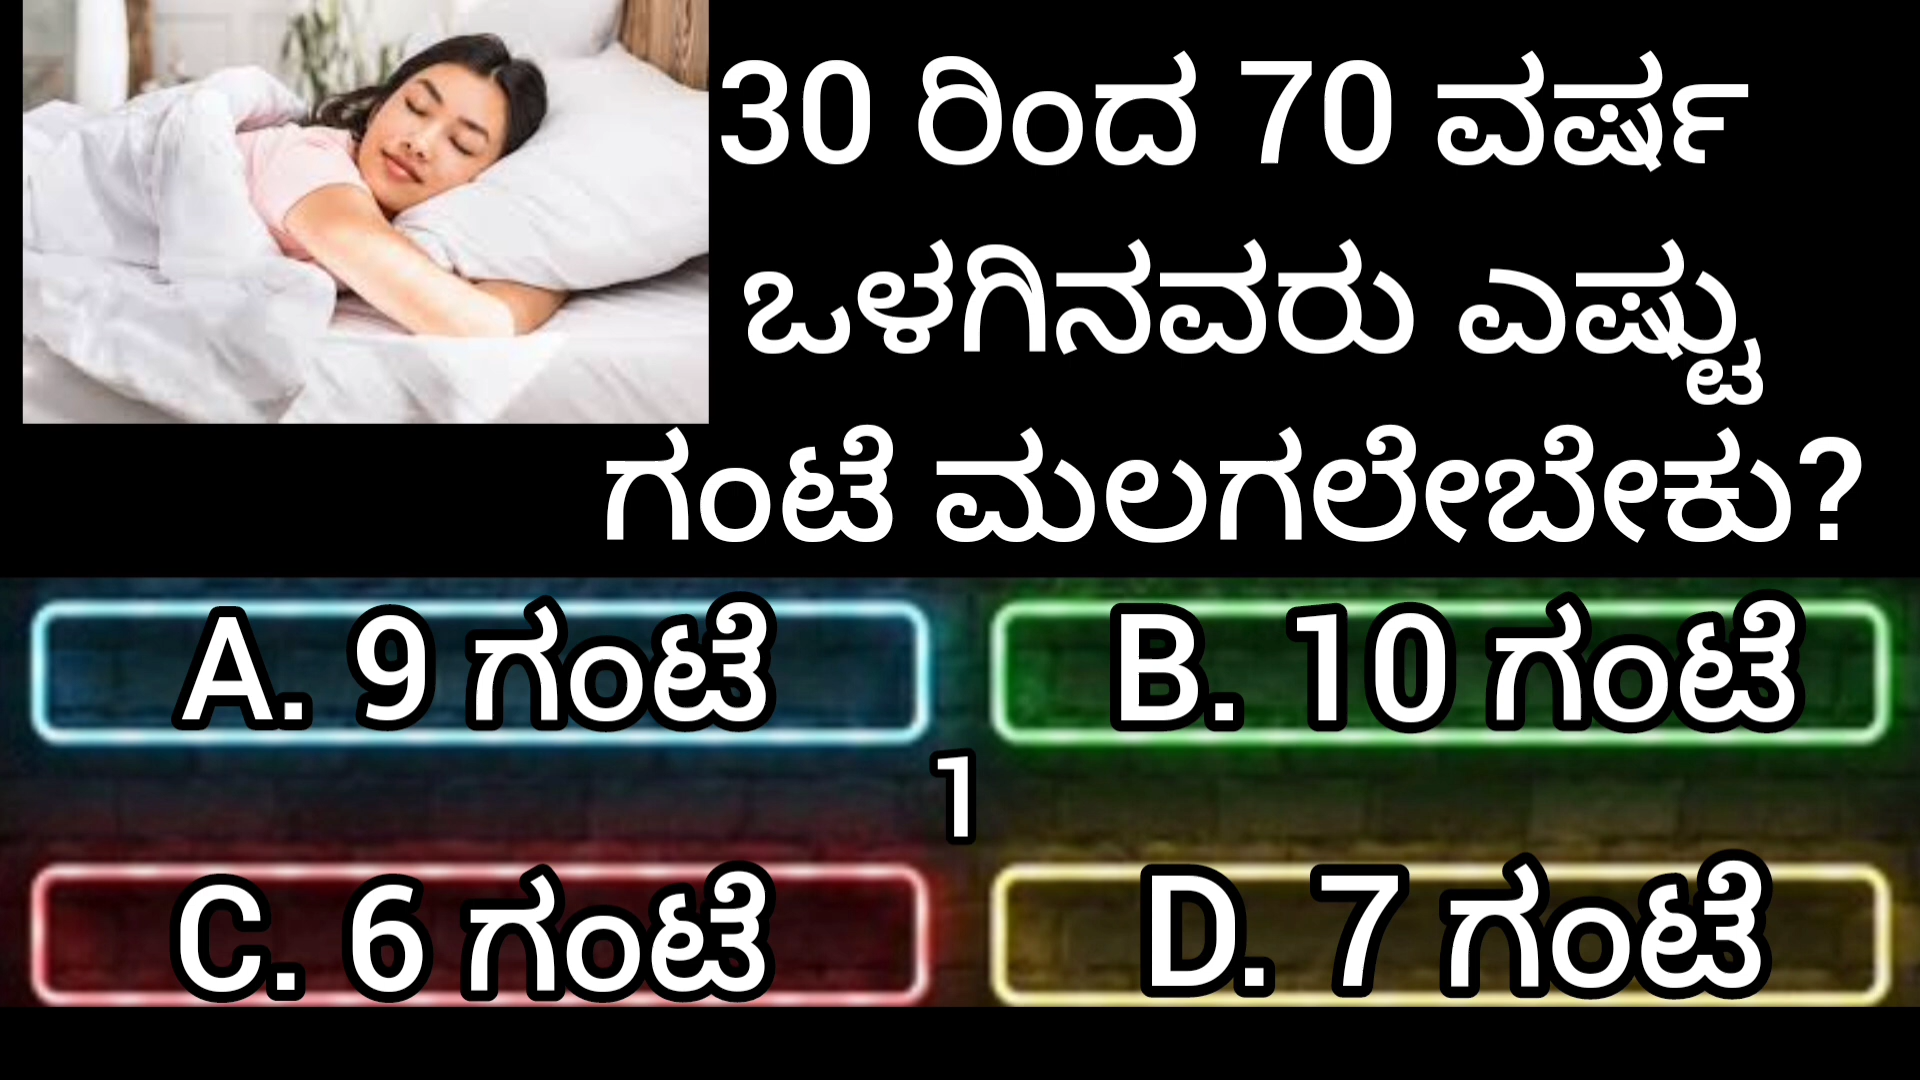 30 ರಿಂದ 70 ವರ್ಷ
ಒಳಗಿನವರು ಎಷ್ಟು
ಗಂಟೆ ಮಲಗಲೇಬೇಕು?
A. 9 ಗಂಟೆ
B. 10 ಗಂಟೆ
1
C. 6 ಗಂಟೆ
D. 7 ಗಂಟೆ